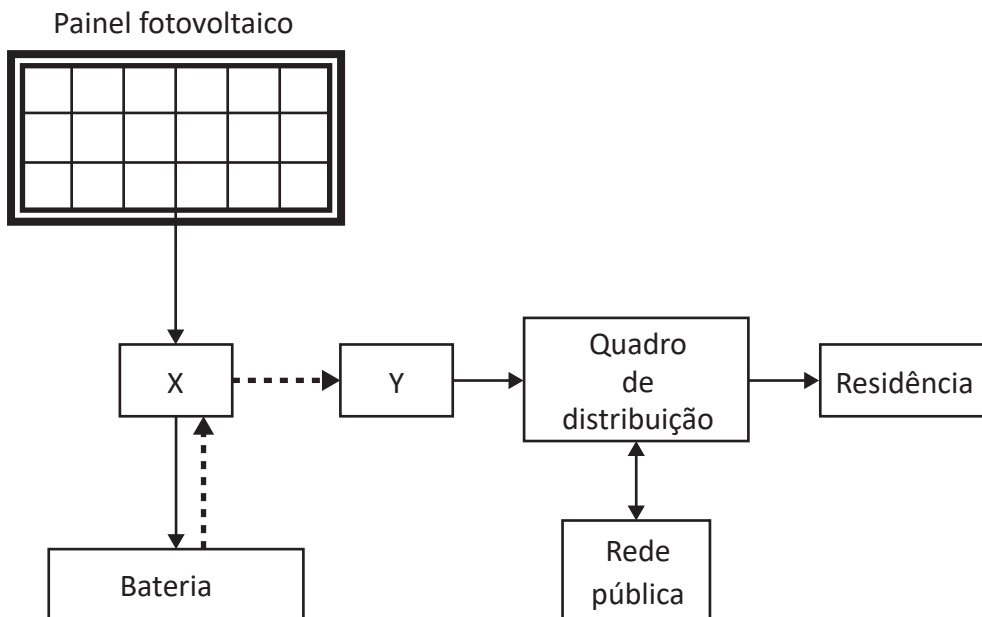 Painel fotovoltaico
X
Y
Quadro
de
distribuição
Residência
Bateria
Rede
pública